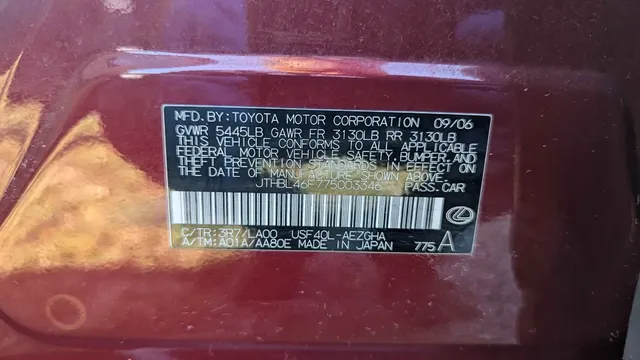 MFD. BY: TOYOTA MOTOR CORPORATION 09/06
GVWR 5445LB GAWR FR 3130LB RR 3130LB
THIS VEHICLE CONFORMS TO ALL APPLICABLE
FEDERAL MOTOR VEHICLE SAFETY, BUMPER, AND
THEFT PREVENTION STANDARDS IN EFFECT ON
THE DATE OF MANUFACTURE SHOWN ABOVE.
JTHBL46F775003346 PASS. CAR
C/TR: 3R7/LA00 USF40L-AEZGHA
A/TM: A01A/AA80E MADE IN JAPAN 775 A